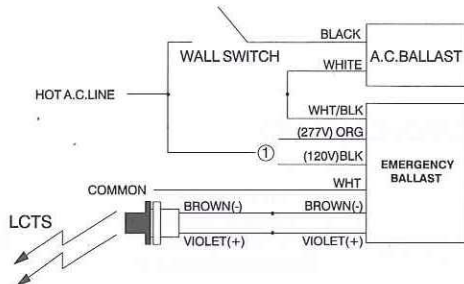 BLACK
WALL SWITCH
A.C.BALLAST
WHITE
HOT A.C.LINE
WHT/BLK
(277V) ORG
①
(120V)BLK
EMERGENCY
BALLAST
COMMON
WHT
LCTS
BROWN(-)
BROWN(-)
VIOLET(+)
VIOLET(+)